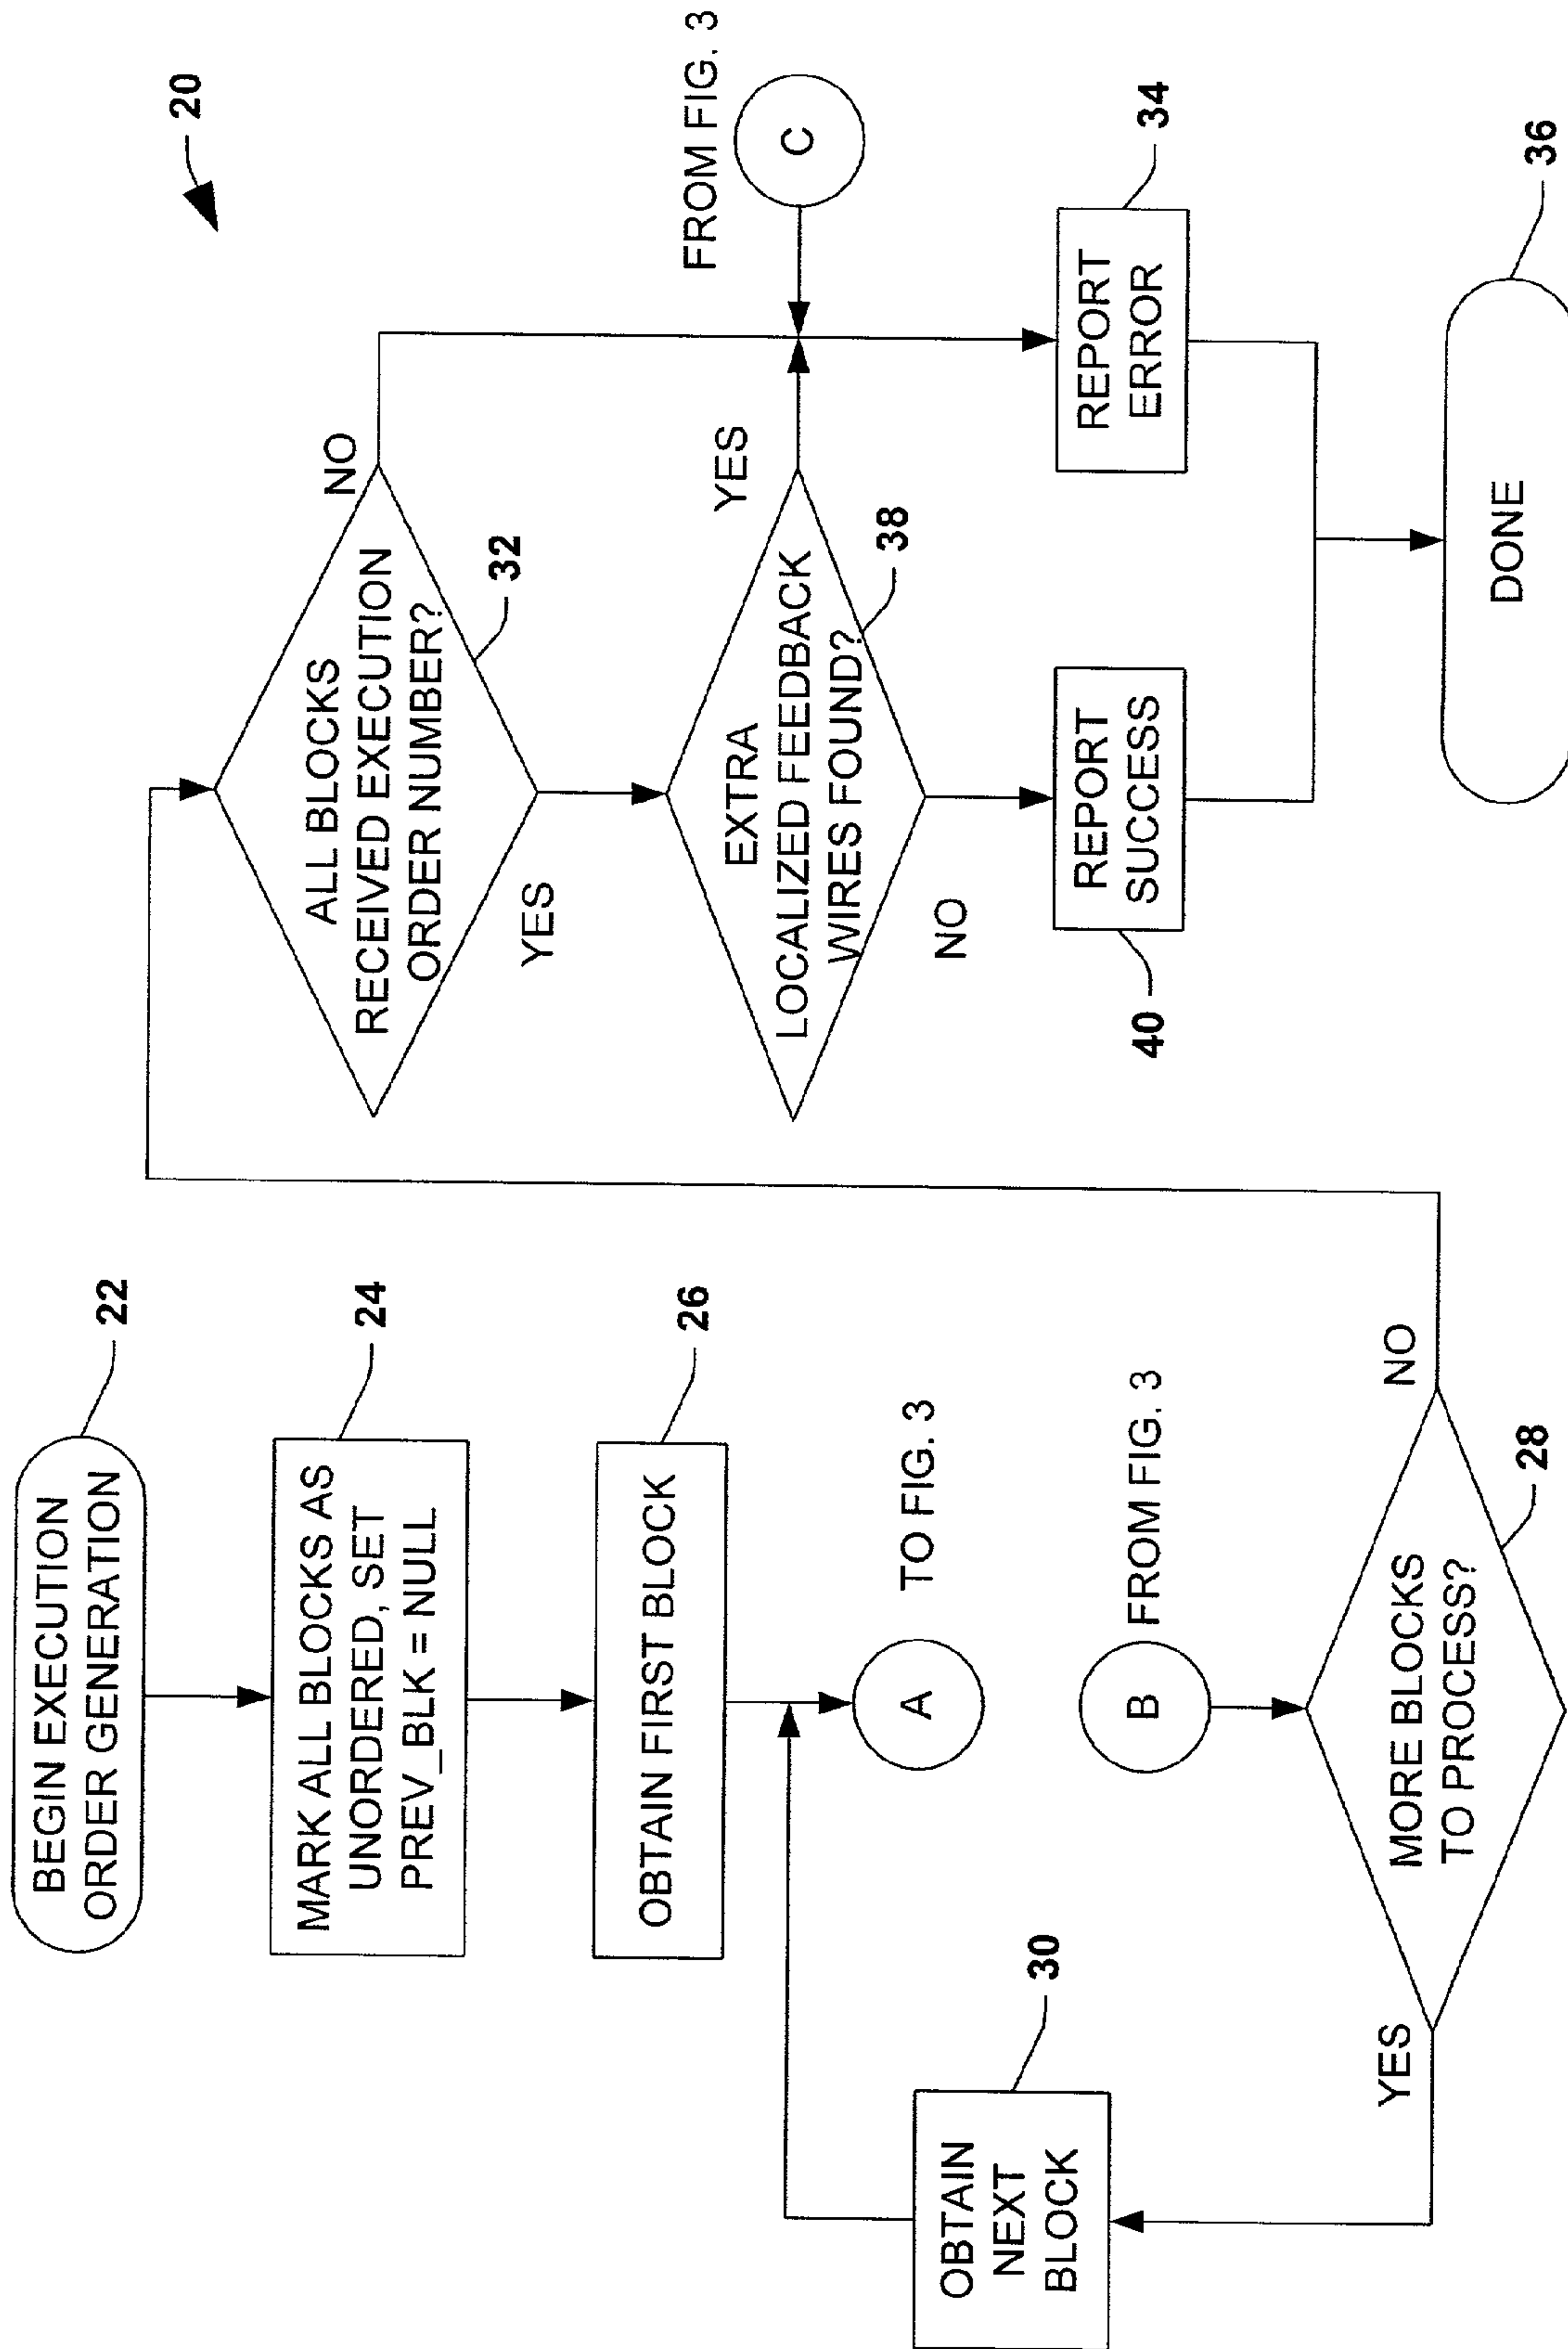 20
BEGIN EXECUTION
ORDER GENERATION
22
MARK ALL BLOCKS AS
UNORDERED, SET
PREV_BLK = NULL
24
OBTAIN FIRST BLOCK
26
A
TO FIG. 3
B
FROM FIG. 3
MORE BLOCKS
TO PROCESS?
28
YES
NO
OBTAIN
NEXT
BLOCK
30
ALL BLOCKS
RECEIVED EXECUTION
ORDER NUMBER?
32
NO
YES
EXTRA
LOCALIZED FEEDBACK
WIRES FOUND?
38
YES
NO
FROM FIG. 3
C
REPORT
SUCCESS
40
REPORT
ERROR
34
DONE
36